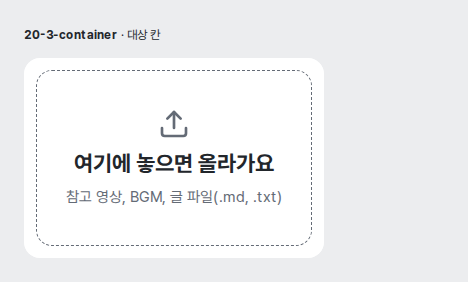 20-3-container · 대상 칸
여기에 놓으면 올라가요
참고 영상, BGM, 글 파일(.md, .txt)